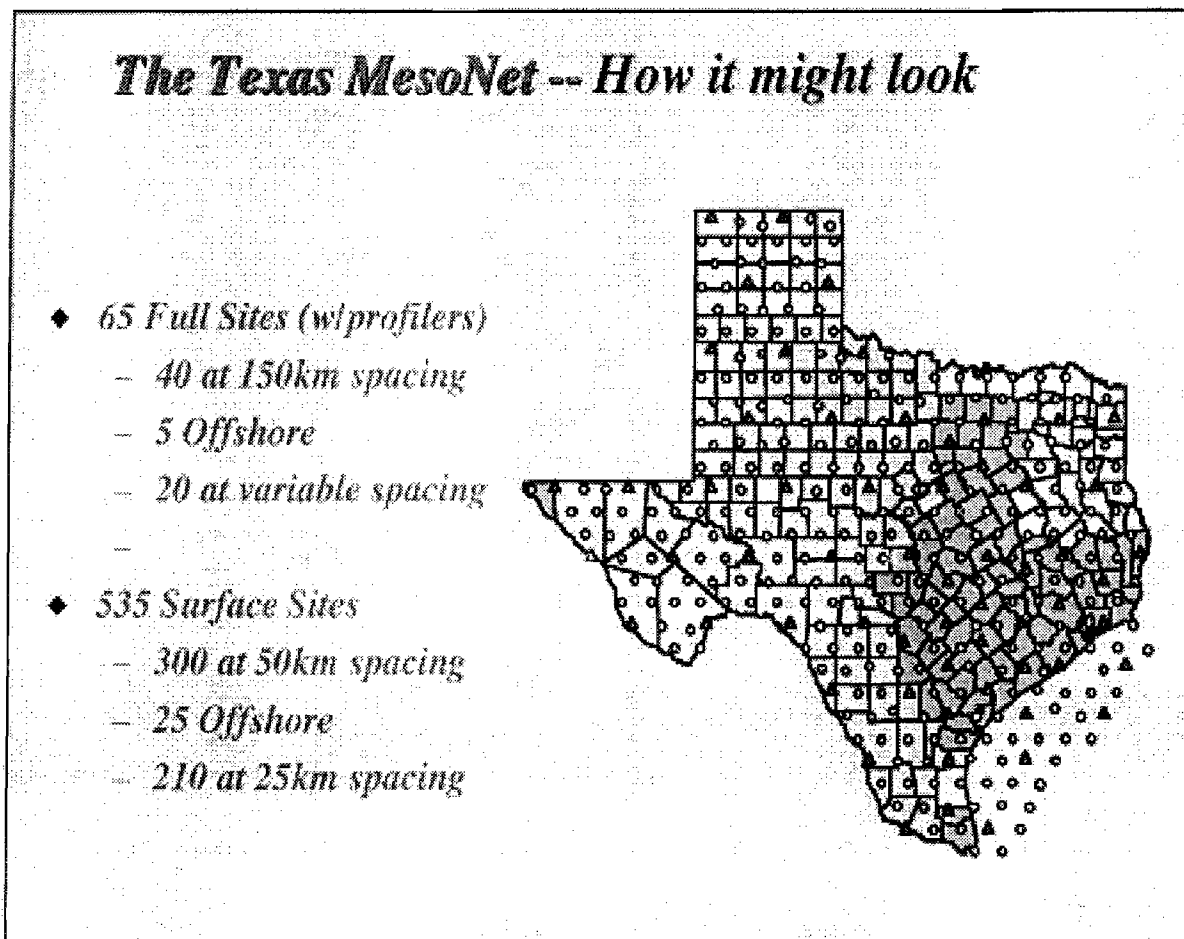 The Texas MesoNet -- How it might look
◆ 65 Full Sites (w/profilers)
– 40 at 150km spacing
– 5 Offshore
– 20 at variable spacing
–
◆ 535 Surface Sites
– 300 at 50km spacing
– 25 Offshore
– 210 at 25km spacing